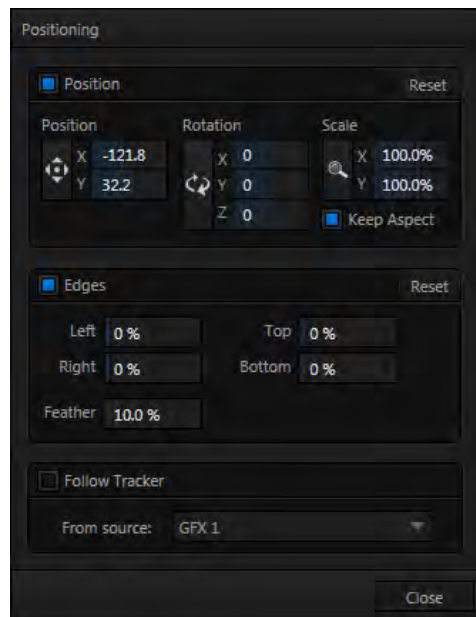 Positioning
Position Reset
Position Rotation Scale
X -121.8 X 0 X 100.0%
Y 32.2 Y 0 Y 100.0%
Z 0 Keep Aspect
Edges Reset
Left 0 % Top 0 %
Right 0 % Bottom 0 %
Feather 10.0 %
Follow Tracker
From source: GFX 1
Close